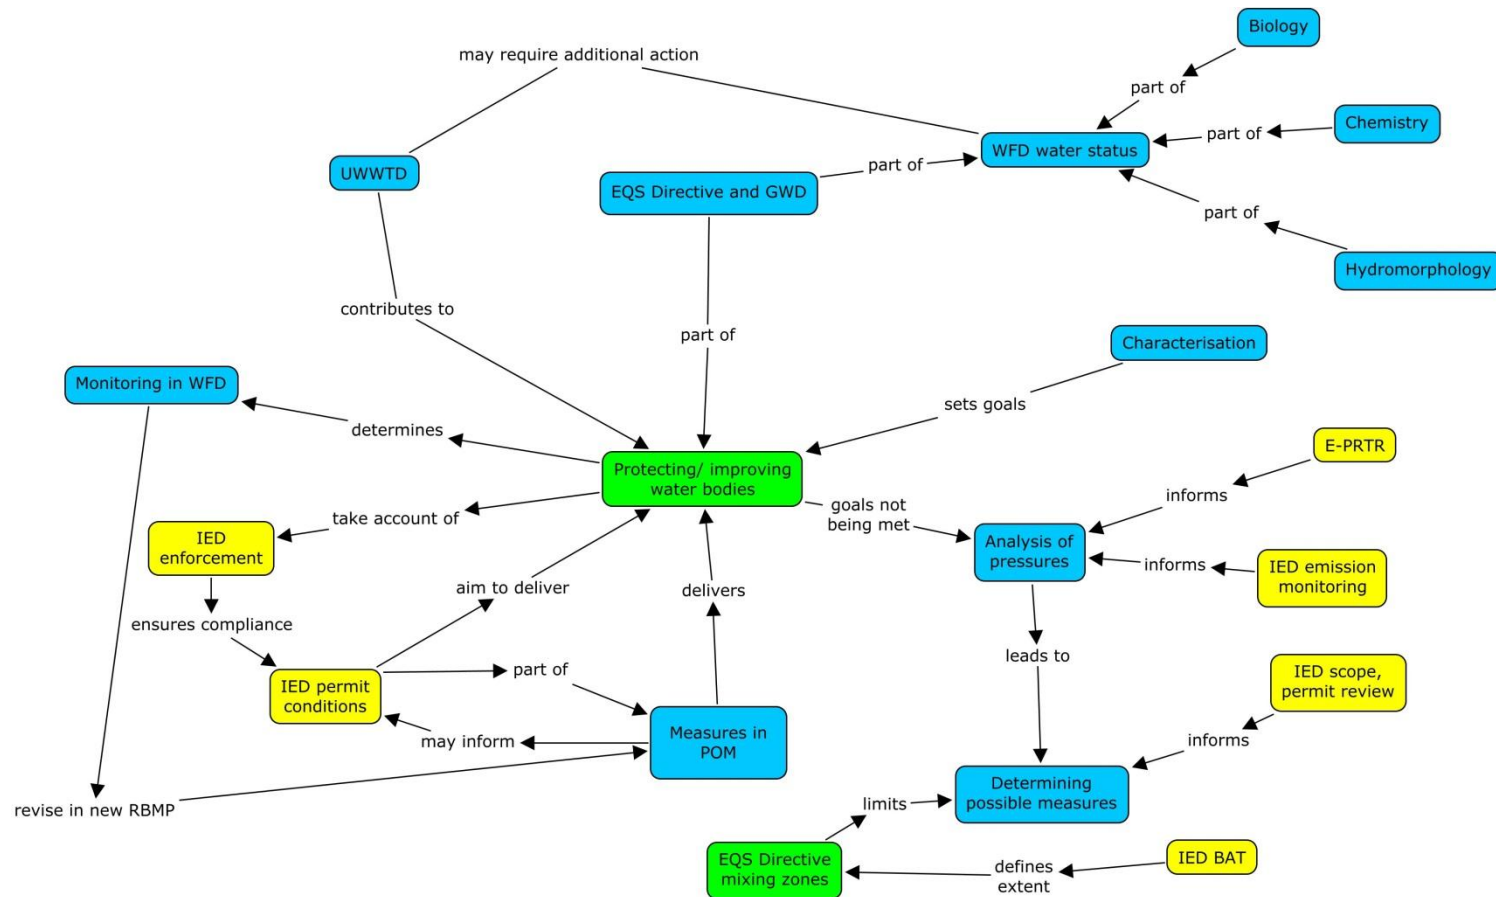 Biology
may require additional action
part of
Chemistry
part of
WFD water status
UWWTD
part of
EQS Directive and GWD
part of
Hydromorphology
contributes to
part of
Characterisation
Monitoring in WFD
sets goals
determines
E-PRTR
Protecting/ improving
water bodies
informs
goals not
being met
take account of
IED
enforcement
Analysis of
pressures
informs
IED emission
monitoring
aim to deliver
delivers
ensures compliance
leads to
part of
IED scope,
permit review
IED permit
conditions
may inform
Measures in
POM
informs
revise in new RBMP
Determining
possible measures
limits
EQS Directive
mixing zones
defines
extent
IED BAT